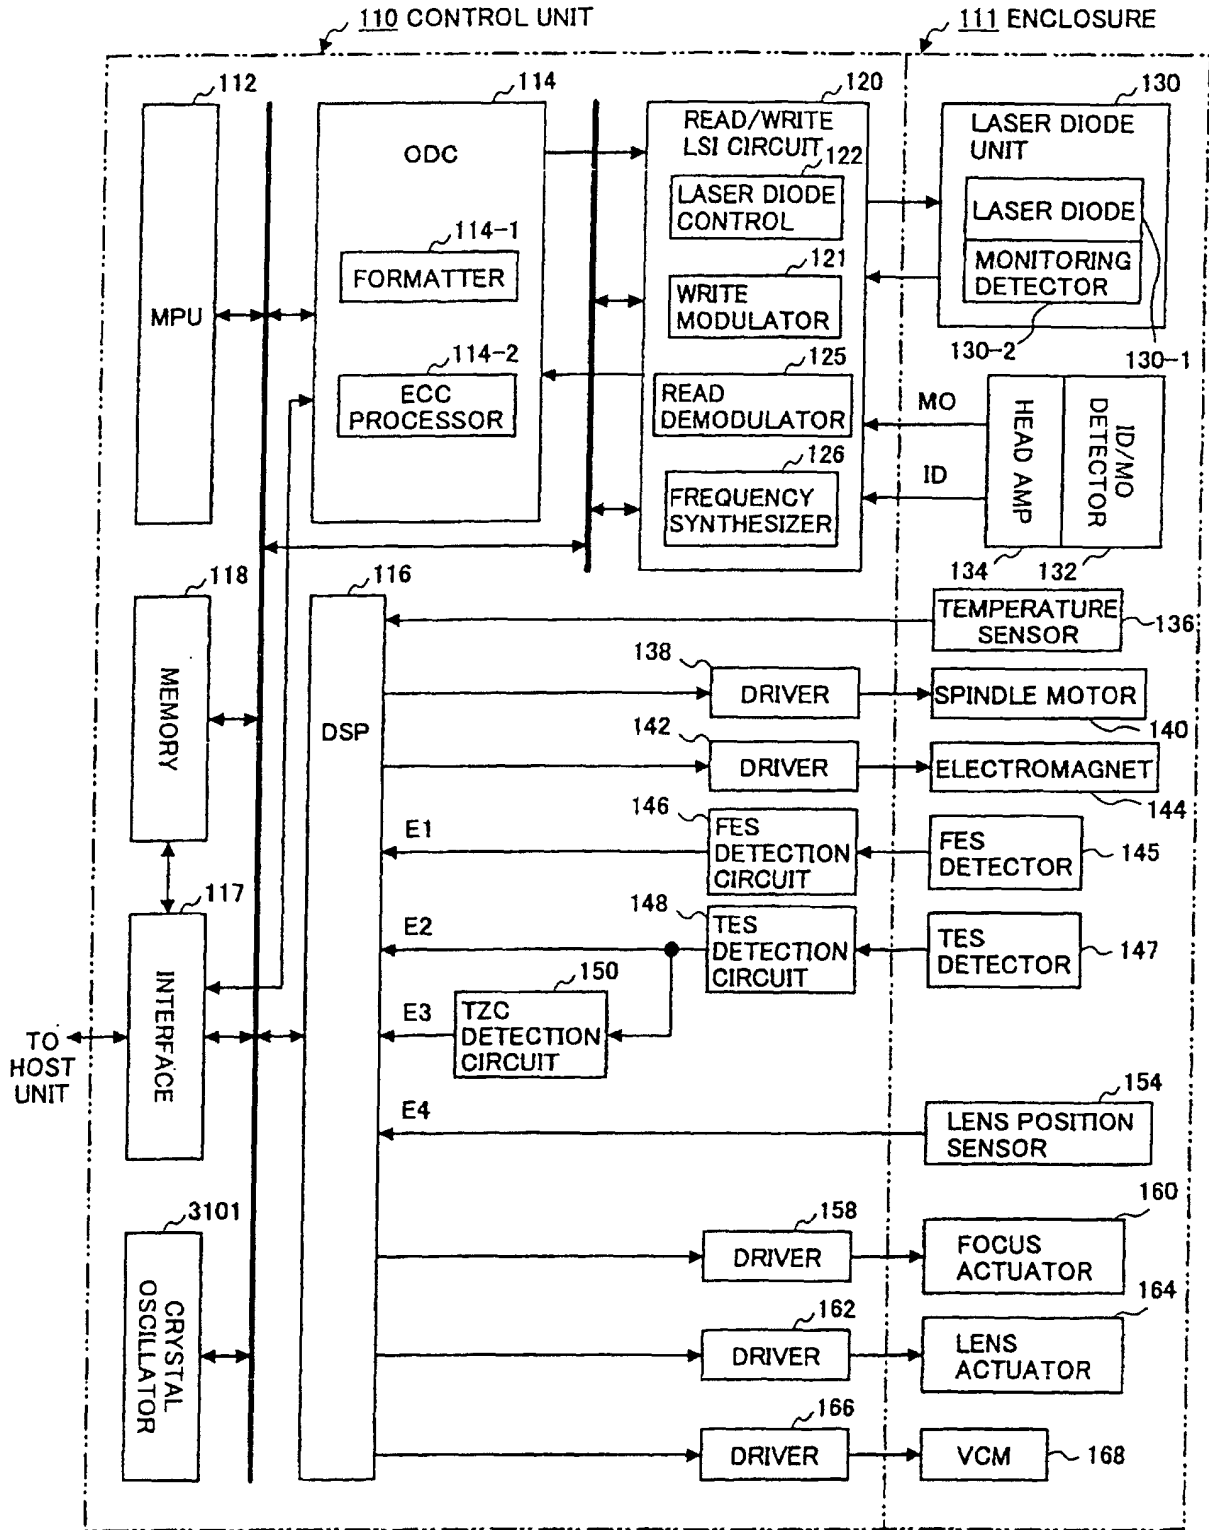 110 CONTROL UNIT
111 ENCLOSURE
112
114
120
130
MPU
ODC
114-1
FORMATTER
114-2
ECC
PROCESSOR
READ/WRITE
LSI CIRCUIT
122
LASER DIODE
CONTROL
121
WRITE
MODULATOR
125
READ
DEMODULATOR
126
FREQUENCY
SYNTHESIZER
LASER DIODE
UNIT
LASER DIODE
MONITORING
DETECTOR
130-2
130-1
MO
ID
HEAD AMP
ID/MO
DETECTOR
134
132
118
MEMORY
116
DSP
TEMPERATURE
SENSOR
136
138
DRIVER
SPINDLE MOTOR
140
142
DRIVER
ELECTROMAGNET
144
E1
146
FES
DETECTION
CIRCUIT
FES
DETECTOR
145
117
INTERFACE
TO
HOST
UNIT
E2
148
TES
DETECTION
CIRCUIT
TES
DETECTOR
147
E3
150
TZC
DETECTION
CIRCUIT
E4
154
LENS POSITION
SENSOR
3101
CRYSTAL
OSCILLATOR
158
DRIVER
160
FOCUS
ACTUATOR
162
DRIVER
164
LENS
ACTUATOR
166
DRIVER
VCM
168